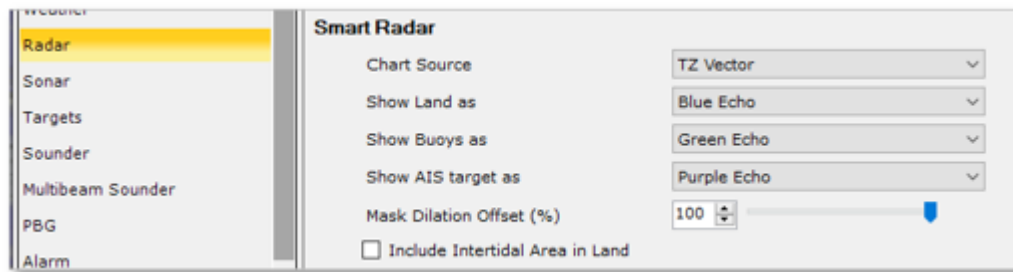 Weather
Radar
Sonar
Targets
Sounder
Multibeam Sounder
PBG
Alarm
Smart Radar
Chart Source TZ Vector
Show Land as Blue Echo
Show Buoys as Green Echo
Show AIS target as Purple Echo
Mask Dilation Offset (%) 100
Include Intertidal Area in Land